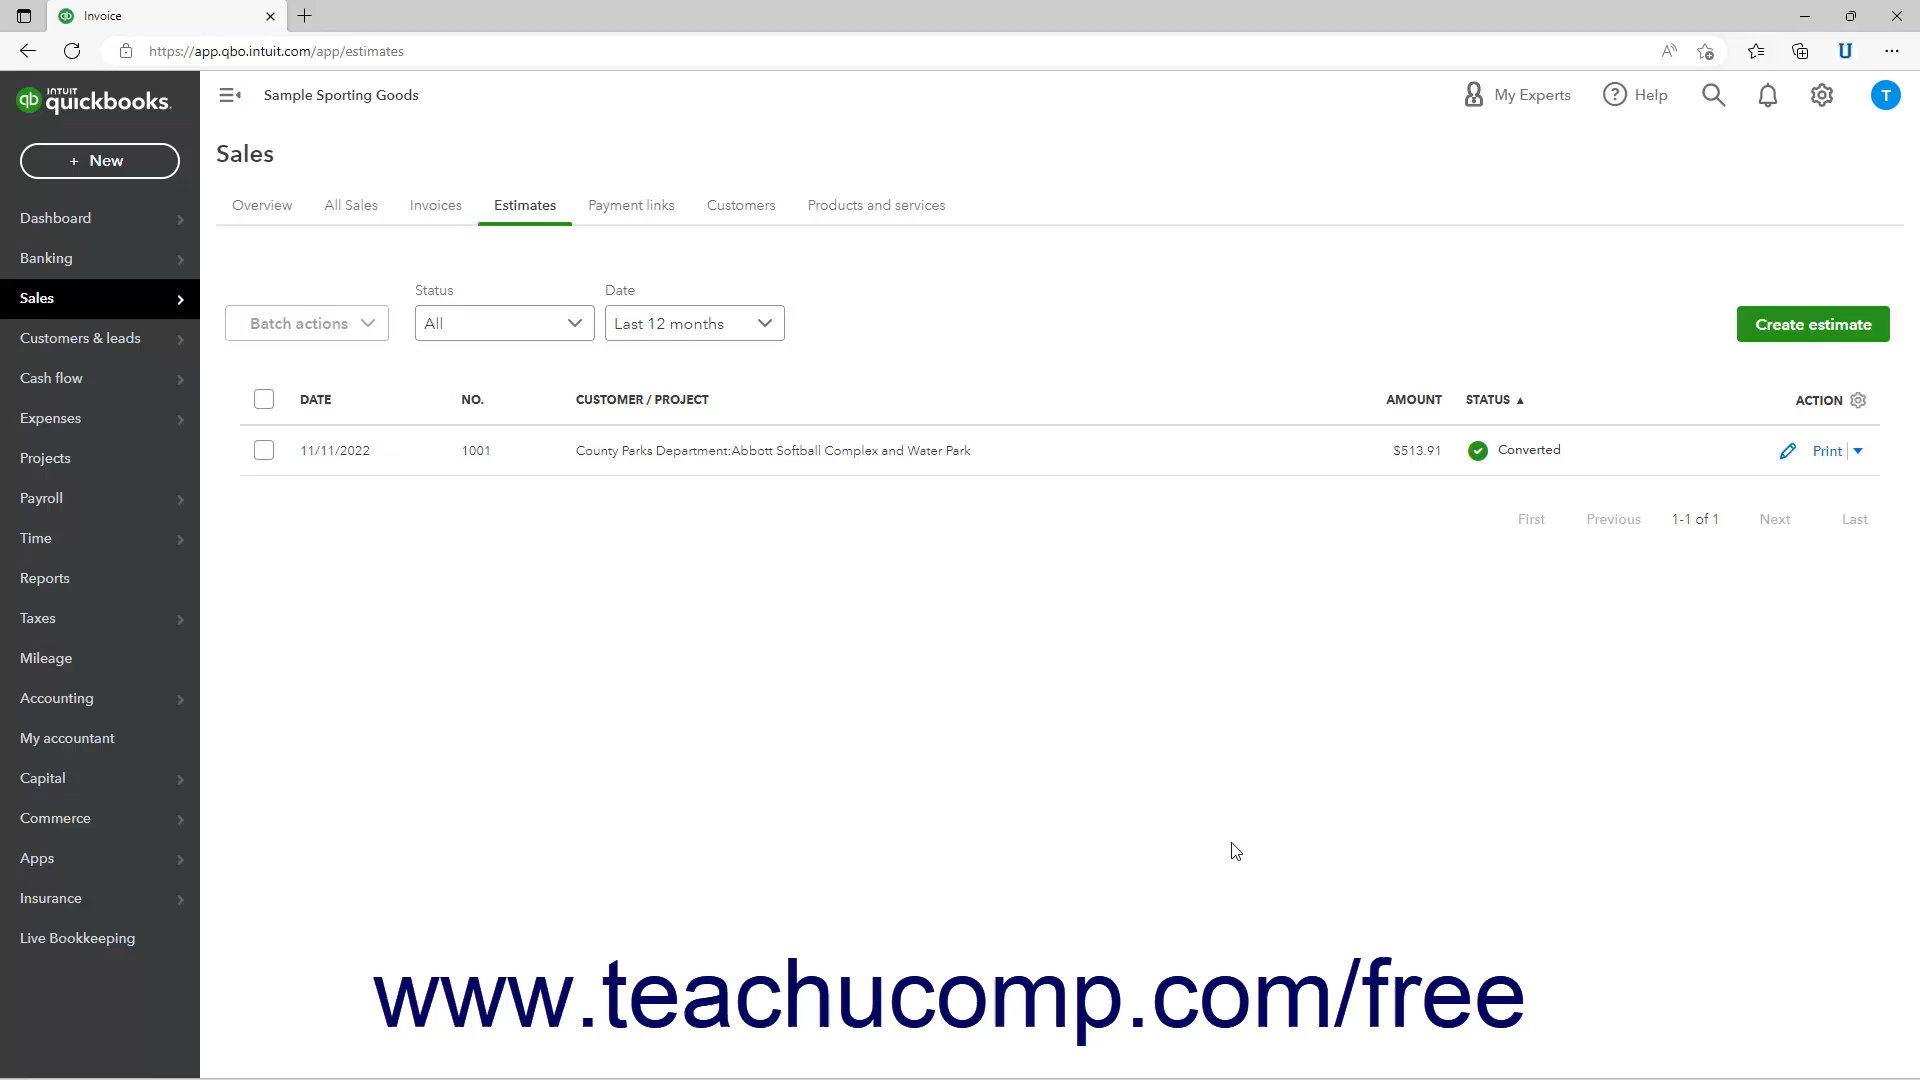 Invoice
https://app.qbo.intuit.com/app/estimates
INTUIT
quickbooks.
Sample Sporting Goods
My Experts
Help
T
+ New
Sales
Overview
All Sales
Invoices
Estimates
Payment links
Customers
Products and services
Dashboard
Banking
Sales
Customers & leads
Cash flow
Expenses
Projects
Payroll
Time
Reports
Taxes
Mileage
Accounting
My accountant
Capital
Commerce
Apps
Insurance
Live Bookkeeping
Status
Date
Batch actions
All
Last 12 months
Create estimate
DATE NO. CUSTOMER / PROJECT AMOUNT STATUS ▲ ACTION
11/11/2022 1001 County Parks Department:Abbott Softball Complex and Water Park $513.91 Converted Print
First Previous 1-1 of 1 Next Last
www.teachucomp.com/free